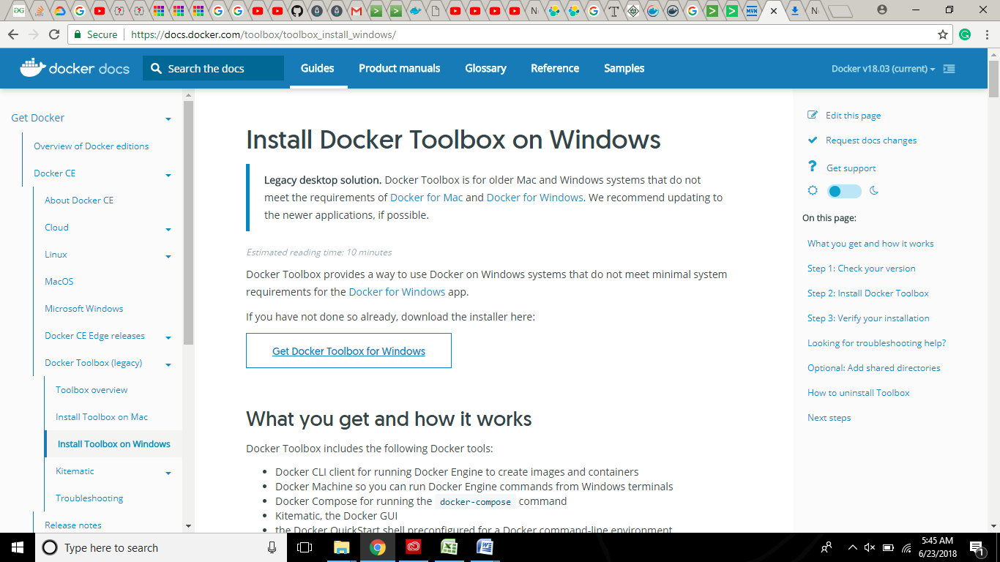 Secure
https://docs.docker.com/toolbox/toolbox_install_windows/
docker docs
Search the docs
Guides
Product manuals
Glossary
Reference
Samples
Docker v18.03 (current)
Get Docker
Overview of Docker editions
Docker CE
About Docker CE
Cloud
Linux
MacOS
Microsoft Windows
Docker CE Edge releases
Docker Toolbox (legacy)
Toolbox overview
Install Toolbox on Mac
Install Toolbox on Windows
Kitematic
Troubleshooting
Release notes
Install Docker Toolbox on Windows
Legacy desktop solution. Docker Toolbox is for older Mac and Windows systems that do not
meet the requirements of Docker for Mac and Docker for Windows. We recommend updating to
the newer applications, if possible.
Estimated reading time: 10 minutes
Docker Toolbox provides a way to use Docker on Windows systems that do not meet minimal system
requirements for the Docker for Windows app.
If you have not done so already, download the installer here:
Get Docker Toolbox for Windows
What you get and how it works
Docker Toolbox includes the following Docker tools:
• Docker CLI client for running Docker Engine to create images and containers
• Docker Machine so you can run Docker Engine commands from Windows terminals
• Docker Compose for running the docker-compose command
• Kitematic, the Docker GUI
• the Docker QuickStart shell preconfigured for a Docker command-line environment
Edit this page
Request docs changes
Get support
On this page:
What you get and how it works
Step 1: Check your version
Step 2: Install Docker Toolbox
Step 3: Verify your installation
Looking for troubleshooting help?
Optional: Add shared directories
How to uninstall Toolbox
Next steps
Type here to search
5:45 AM
6/23/2018
1